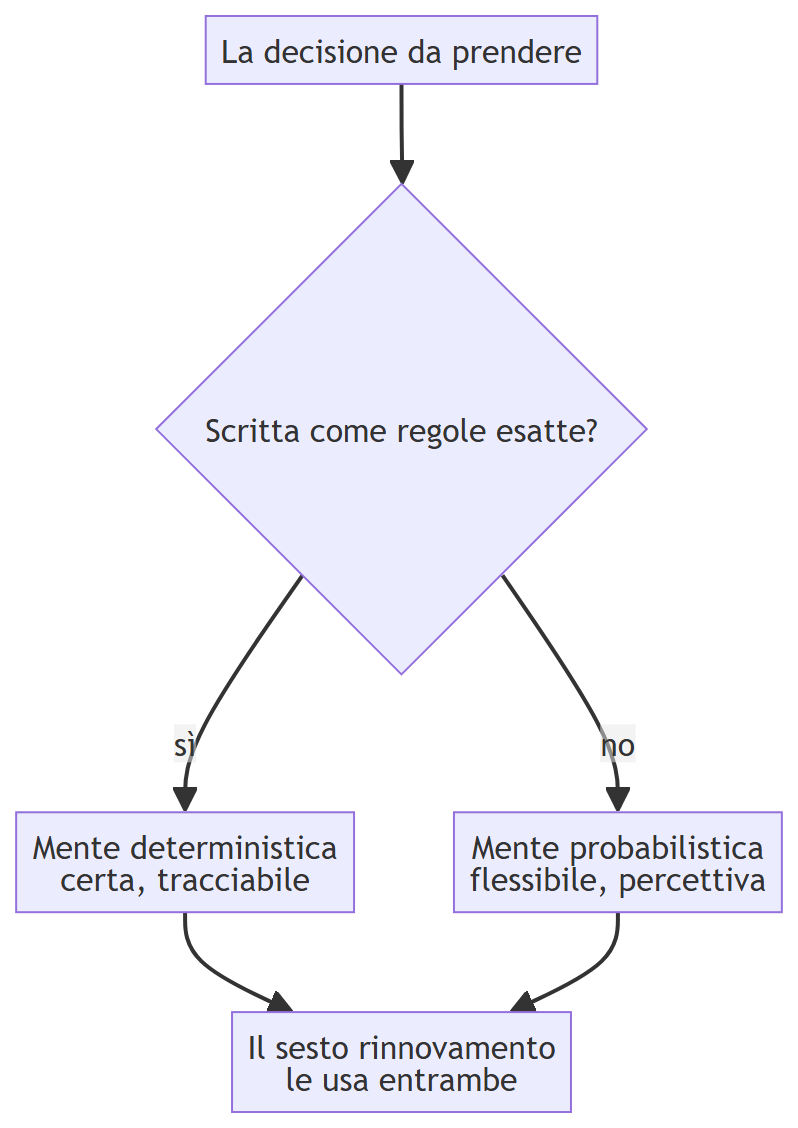 La decisione da prendere
Scritta come regole esatte?
sì
no
Mente deterministica
certa, tracciabile
Mente probabilistica
flessibile, percettiva
Il sesto rinnovamento
le usa entrambe